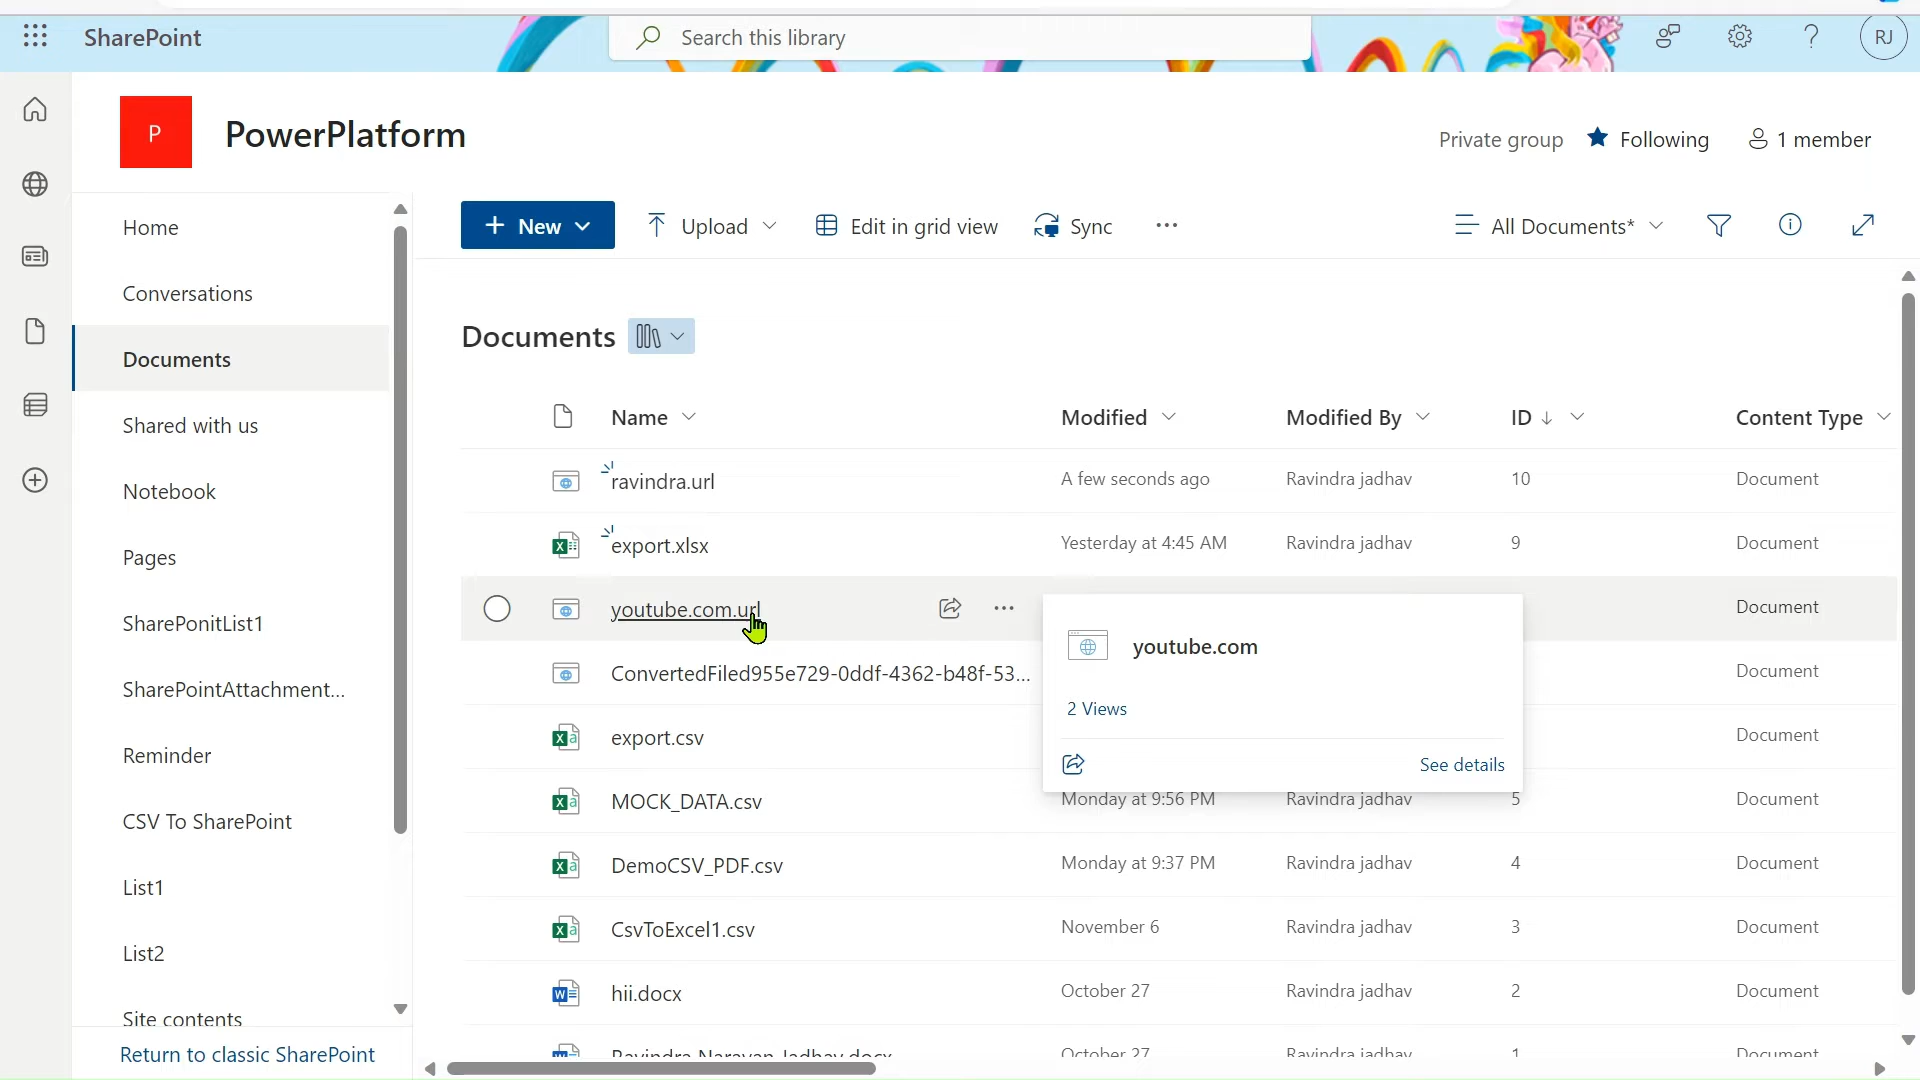 SharePoint
Search this library
RJ
P
PowerPlatform
Private group
Following
1 member
Home
Conversations
Documents
Shared with us
Notebook
Pages
SharePonitList1
SharePointAttachment...
Reminder
CSV To SharePoint
List1
List2
Site contents
Return to classic SharePoint
New
Upload
Edit in grid view
Sync
...
All Documents*
Documents
Name Modified Modified By ID Content Type
ravindra.url A few seconds ago Ravindra jadhav 10 Document
export.xlsx Yesterday at 4:45 AM Ravindra jadhav 9 Document
youtube.com.url Document
ConvertedFiled955e729-0ddf-4362-b48f-53... Document
export.csv Document
MOCK_DATA.csv Monday at 9:56 PM Ravindra jadhav 5 Document
DemoCSV_PDF.csv Monday at 9:37 PM Ravindra jadhav 4 Document
CsvToExcel1.csv November 6 Ravindra jadhav 3 Document
hii.docx October 27 Ravindra jadhav 2 Document
Ravindra Narayan Jadhav.docx October 27 Ravindra jadhav 1 Document
youtube.com
2 Views
See details